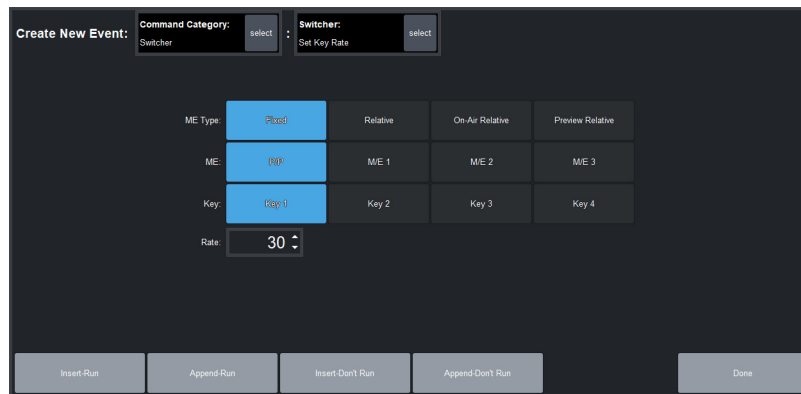 Create New Event:
Command Category:
Switcher
select
:
Switcher:
Set Key Rate
select
ME Type:
Fixed
Relative
On-Air Relative
Preview Relative
ME:
P/P
M/E 1
M/E 2
M/E 3
Key:
Key 1
Key 2
Key 3
Key 4
Rate:
30
Insert-Run
Append-Run
Insert-Don't Run
Append-Don't Run
Done